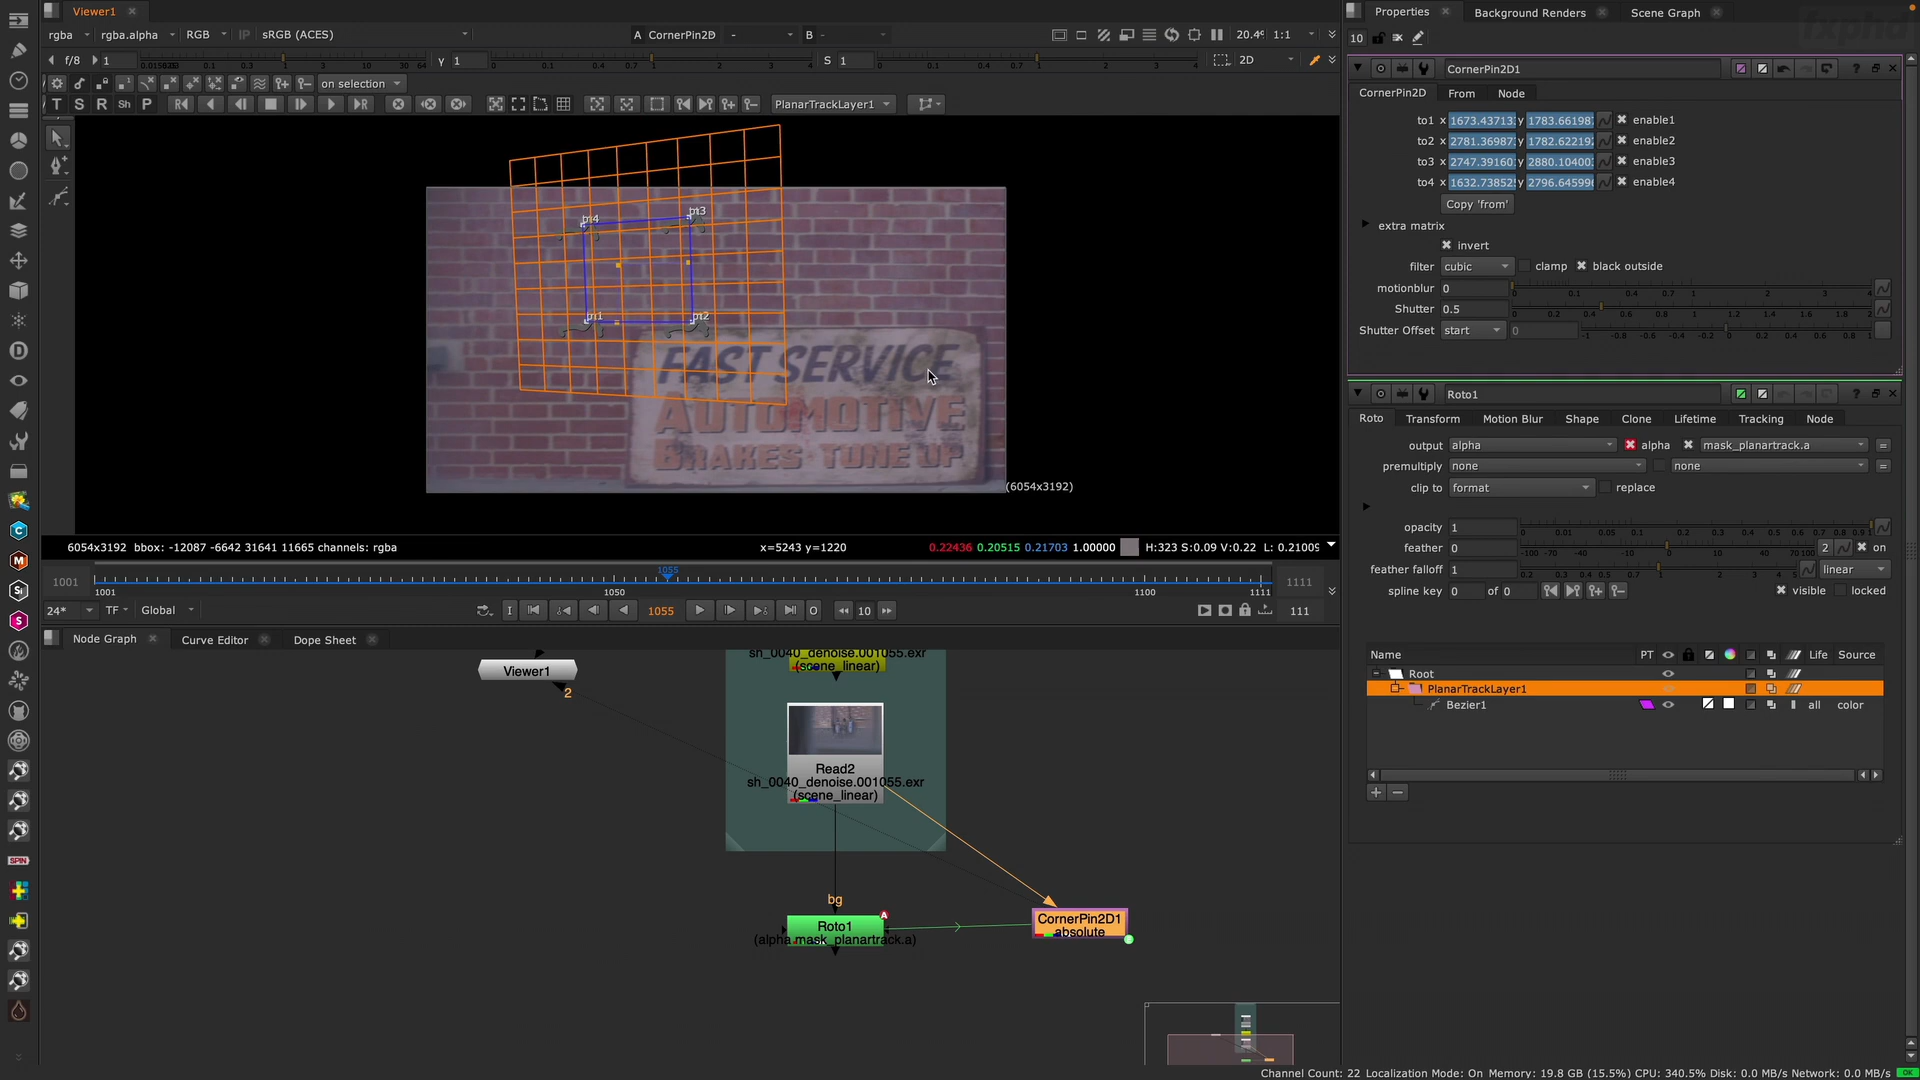 Viewer1
Properties
Background Renders
Scene Graph
fxphd
rgba
rgba.alpha
RGB
IP
sRGB (ACES)
A CornerPin2D
-
B -
20.4%
1:1
f/8
1
γ 1
S 1
2D
on selection
T S R Sh P
PlanarTrackLayer1
10
CornerPin2D1
CornerPin2D
From
Node
to1 x 1673.43713 y 1783.66198 enable1
to2 x 2781.36987 y 1782.62219 enable2
to3 x 2747.39160 y 2880.10400 enable3
to4 x 1632.73852 y 2796.64599 enable4
Copy 'from'
extra matrix
invert
filter cubic clamp black outside
motionblur 0
Shutter 0.5
Shutter Offset start 0
pt4
pt3
pt1
pt2
FAST SERVICE
AUTOMOTIVE
BRAKES · TUNE UP
(6054x3192)
6054x3192 bbox: -12087 -6642 31641 11665 channels: rgba
x=5243 y=1220
0.22436 0.20515 0.21703 1.00000
H:323 S:0.09 V:0.22 L: 0.21009
1001
1001
1050
1055
1100
1111
1111
24*
TF
Global
I
1055
O
10
111
Roto1
Roto
Transform
Motion Blur
Shape
Clone
Lifetime
Tracking
Node
output alpha alpha mask_planartrack.a =
premultiply none none =
clip to format replace
opacity 1
feather 0 2 on
feather falloff 1 linear
spline key 0 of 0 visible locked
Name PT Life Source
Root
PlanarTrackLayer1
Bezier1 all color
Node Graph
Curve Editor
Dope Sheet
Viewer1
2
sh_0040_denoise.001055.exr
(scene_linear)
Read2
sh_0040_denoise.001055.exr
(scene_linear)
bg
Roto1
(alpha mask_planartrack.a)
A
CornerPin2D1
absolute
SPIN
Channel Count: 22 Localization Mode: On Memory: 19.8 GB (15.5%) CPU: 340.5% Disk: 0.0 MB/s Network: 0.0 MB/s
OK